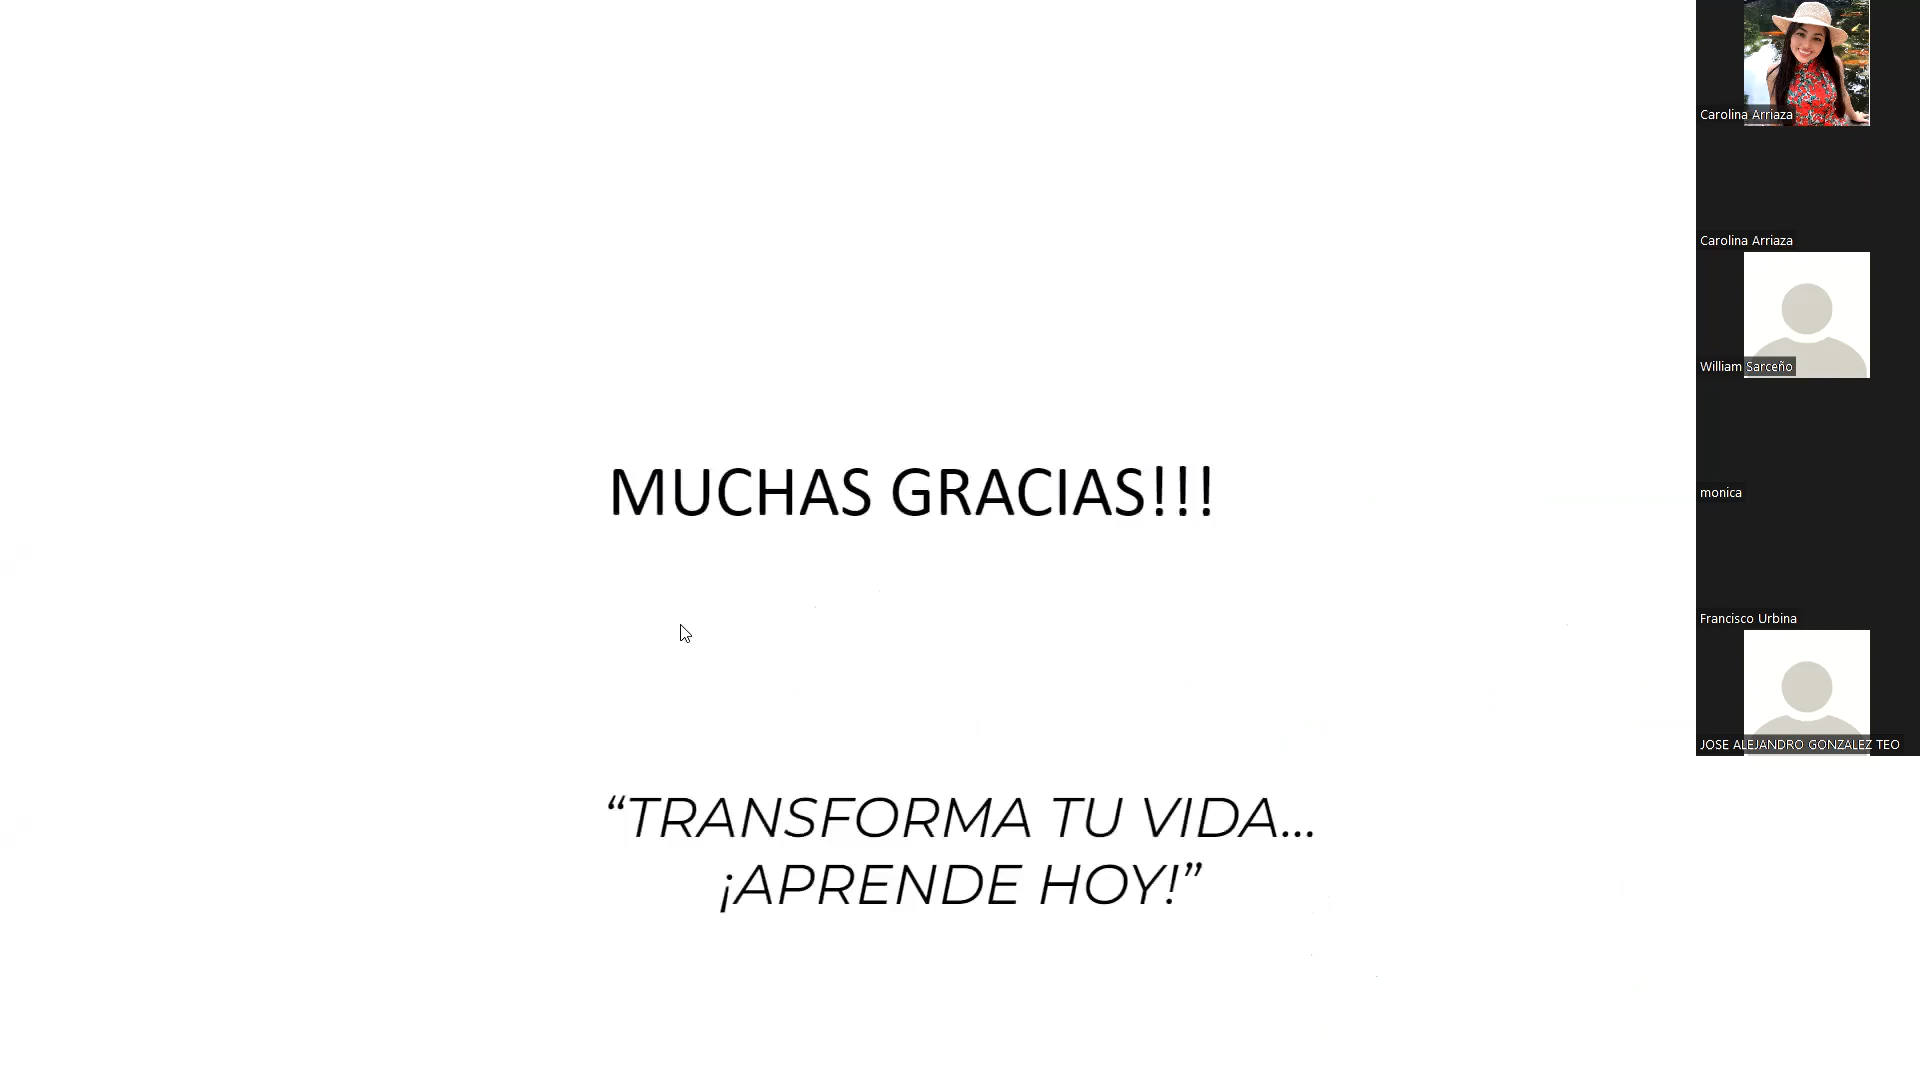 MUCHAS GRACIAS!!!
“TRANSFORMA TU VIDA...
¡APRENDE HOY!”
Carolina Arriaza
Carolina Arriaza
William Sarceño
monica
Francisco Urbina
JOSE ALEJANDRO GONZALEZ TEO